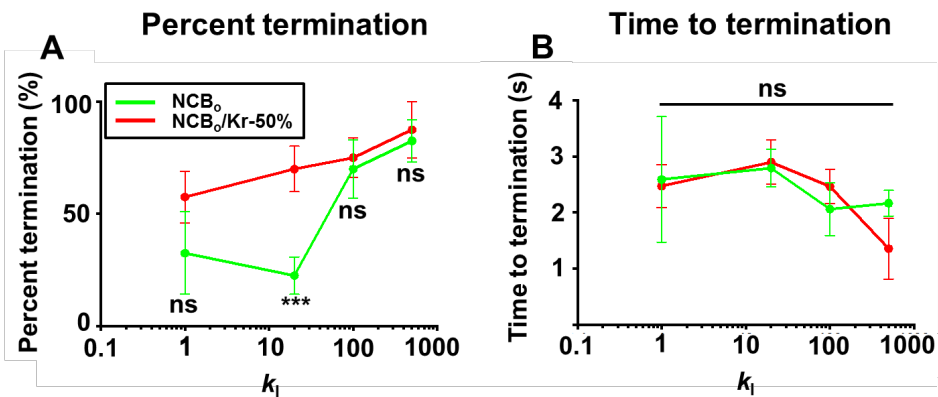 Percent termination
Time to termination
A
B
Percent termination (%)
100
50
0
NCBₒ
NCBₒ/Kr-50%
ns
***
ns
ns
0.1
1
10
100
1000
kI
Time to termination (s)
4
3
2
1
ns
0.1
1
10
100
1000
kI